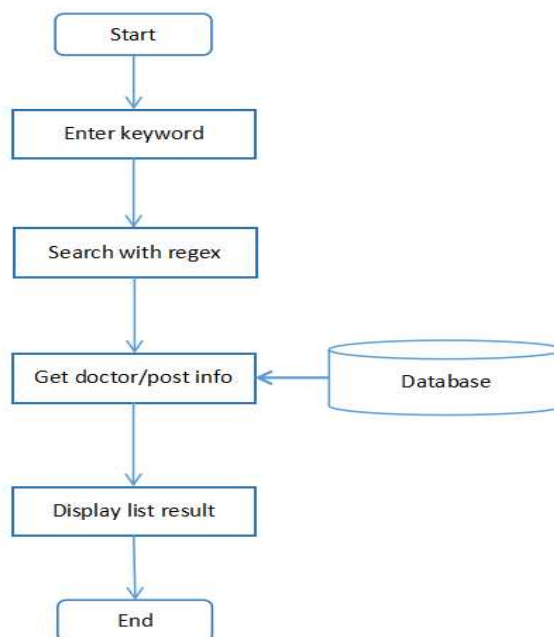 Start
Enter keyword
Search with regex
Get doctor/post info
Database
Display list result
End